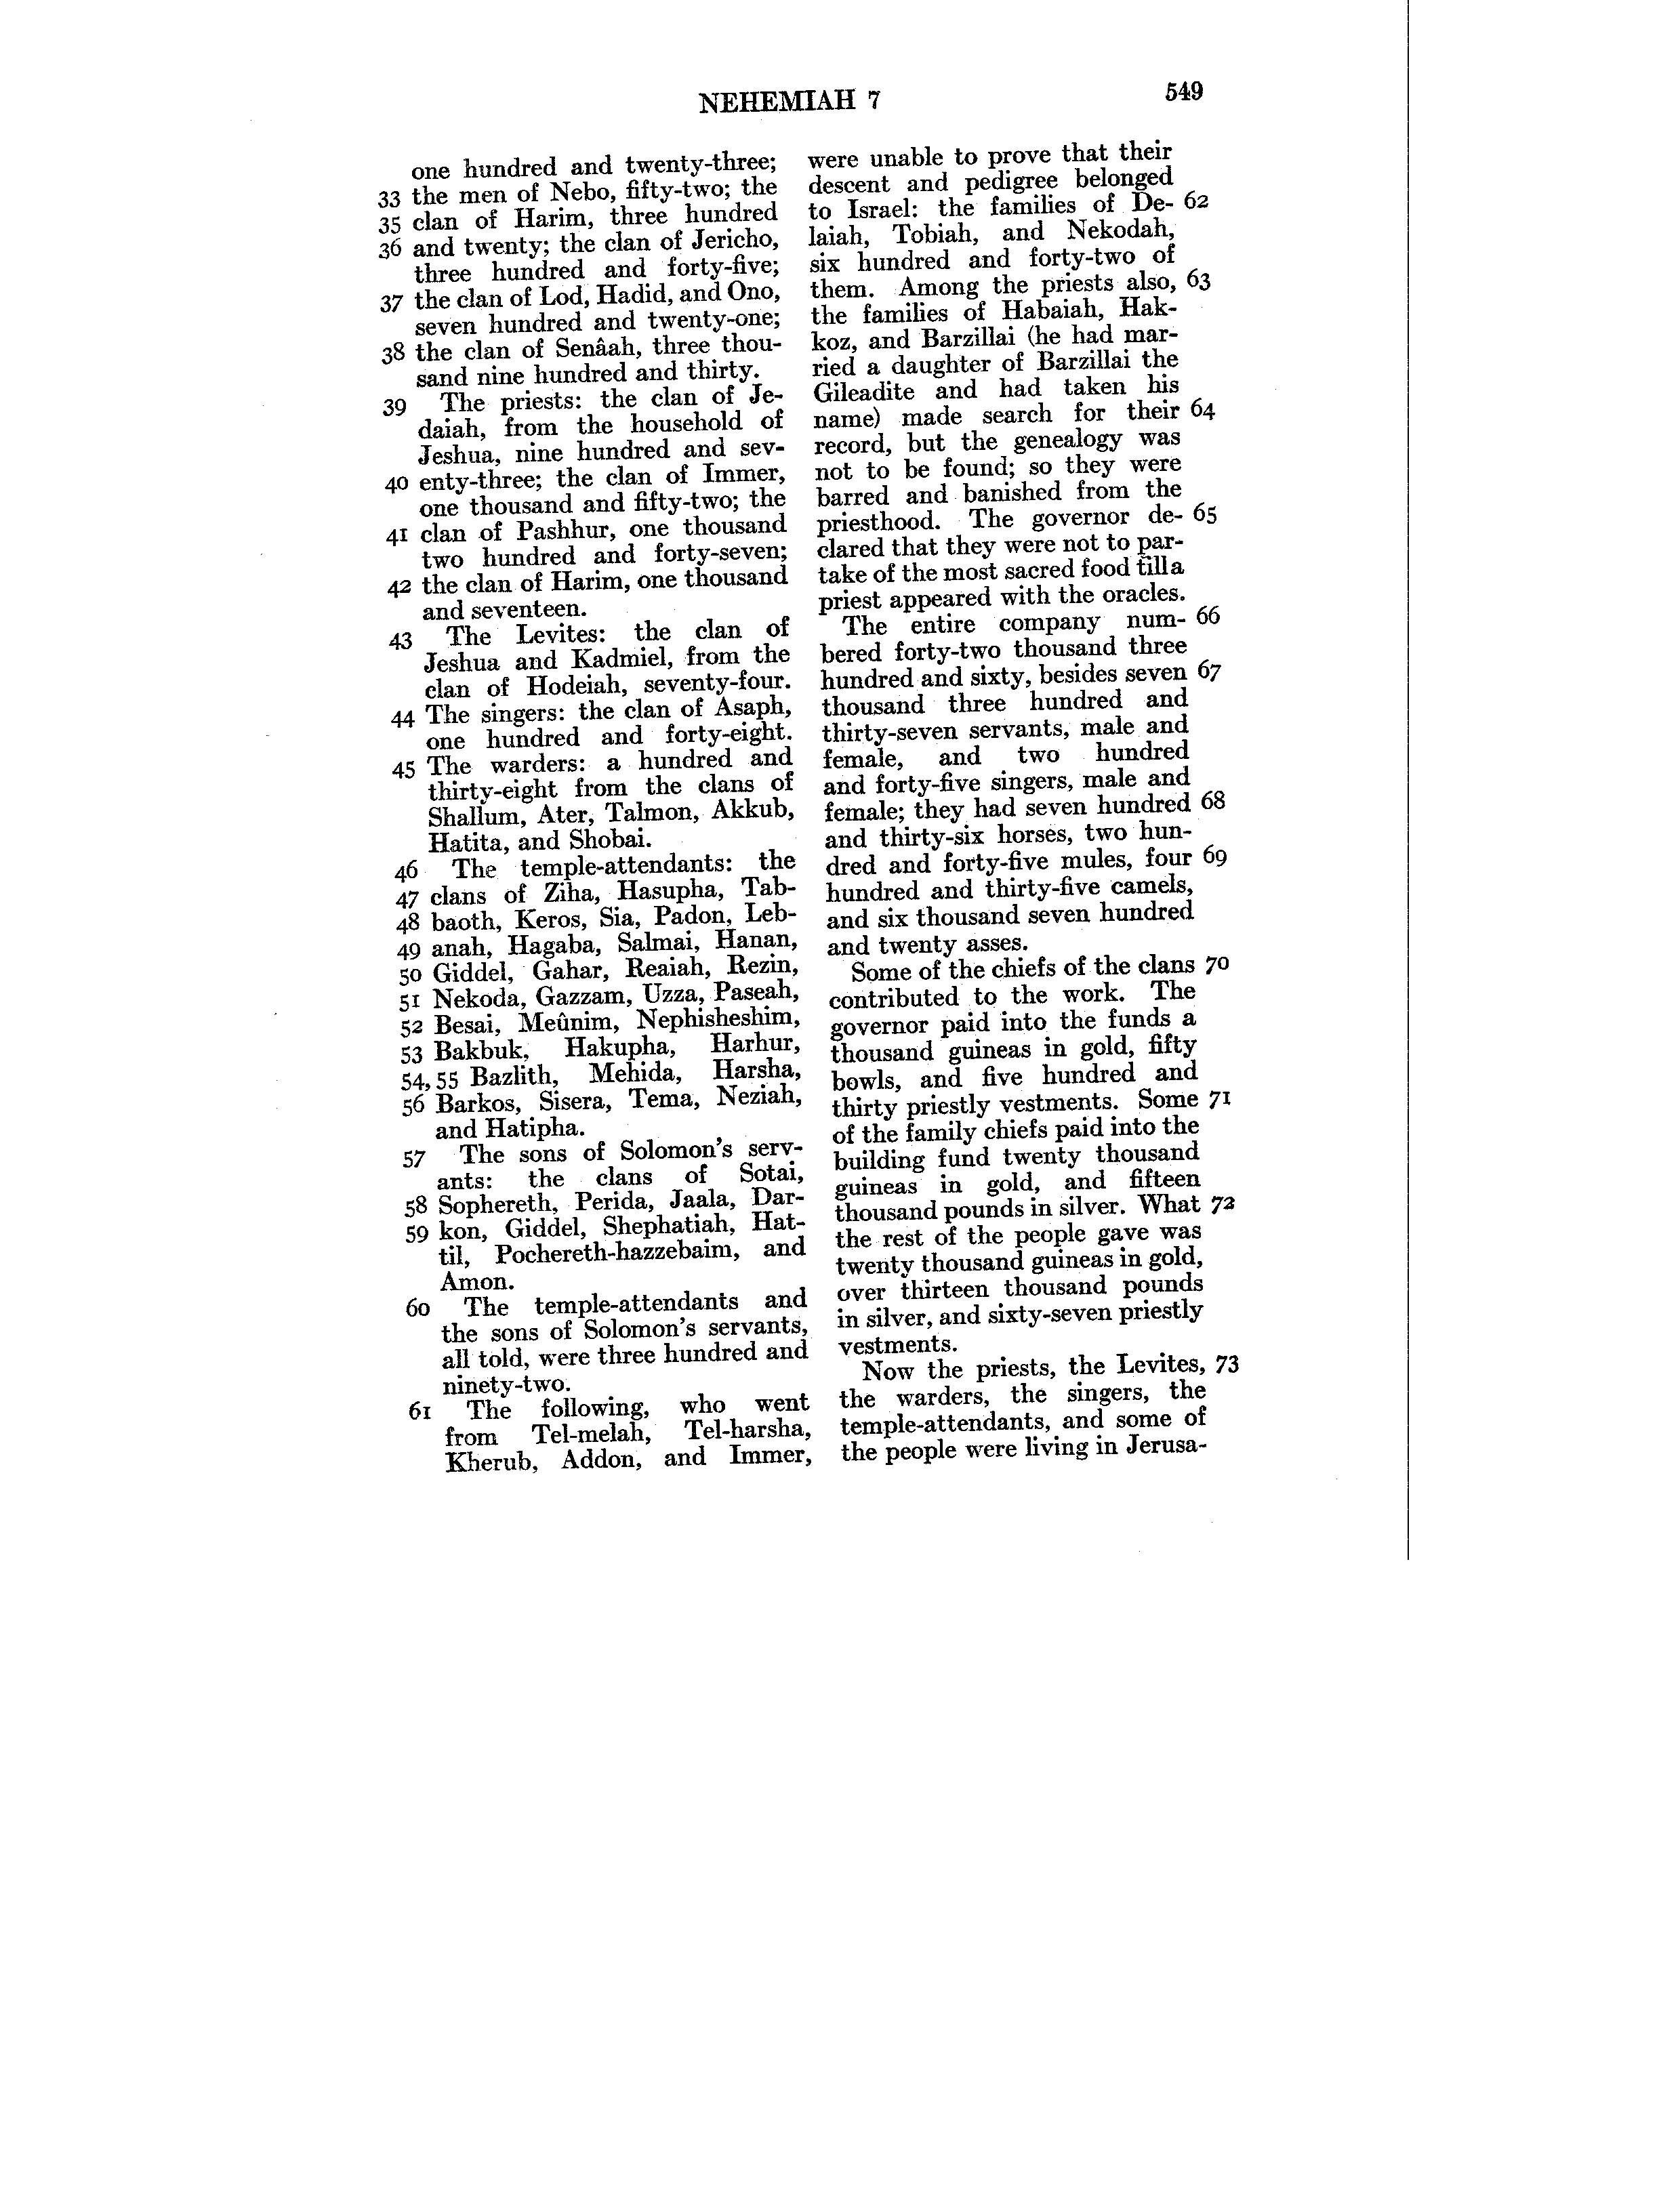 NEHEMIAH 7
549
one hundred and twenty-three;
33 the men of Nebo, fifty-two; the
35 clan of Harim, three hundred
36 and twenty; the clan of Jericho,
three hundred and forty-five;
37 the clan of Lod, Hadid, and Ono,
seven hundred and twenty-one;
38 the clan of Senâah, three thou-
sand nine hundred and thirty.
39 The priests: the clan of Je-
daiah, from the household of
Jeshua, nine hundred and sev-
40 enty-three; the clan of Immer,
one thousand and fifty-two; the
41 clan of Pashhur, one thousand
two hundred and forty-seven;
42 the clan of Harim, one thousand
and seventeen.
43 The Levites: the clan of
Jeshua and Kadmiel, from the
clan of Hodeiah, seventy-four.
44 The singers: the clan of Asaph,
one hundred and forty-eight.
45 The warders: a hundred and
thirty-eight from the clans of
Shallum, Ater, Talmon, Akkub,
Hatita, and Shobai.
46 The temple-attendants: the
47 clans of Ziha, Hasupha, Tab-
48 baoth, Keros, Sia, Padon, Leb-
49 anah, Hagaba, Salmai, Hanan,
50 Giddel, Gahar, Reaiah, Rezin,
51 Nekoda, Gazzam, Uzza, Paseah,
52 Besai, Meûnim, Nephisheshim,
53 Bakbuk, Hakupha, Harhur,
54, 55 Bazlith, Mehida, Harsha,
56 Barkos, Sisera, Tema, Neziah,
and Hatipha.
57 The sons of Solomon's serv-
ants: the clans of Sotai,
58 Sophereth, Perida, Jaala, Dar-
59 kon, Giddel, Shephatiah, Hat-
til, Pochereth-hazzebaim, and
Amon.
60 The temple-attendants and
the sons of Solomon's servants,
all told, were three hundred and
ninety-two.
61 The following, who went
from Tel-melah, Tel-harsha,
Kherub, Addon, and Immer,
were unable to prove that their
descent and pedigree belonged
to Israel: the families of De- 62
laiah, Tobiah, and Nekodah,
six hundred and forty-two of
them. Among the priests also, 63
the families of Habaiah, Hak-
koz, and Barzillai (he had mar-
ried a daughter of Barzillai the
Gileadite and had taken his
name) made search for their 64
record, but the genealogy was
not to be found; so they were
barred and banished from the
priesthood. The governor de- 65
clared that they were not to par-
take of the most sacred food till a
priest appeared with the oracles.
The entire company num- 66
bered forty-two thousand three
hundred and sixty, besides seven 67
thousand three hundred and
thirty-seven servants, male and
female, and two hundred
and forty-five singers, male and
female; they had seven hundred 68
and thirty-six horses, two hun-
dred and forty-five mules, four 69
hundred and thirty-five camels,
and six thousand seven hundred
and twenty asses.
Some of the chiefs of the clans 70
contributed to the work. The
governor paid into the funds a
thousand guineas in gold, fifty
bowls, and five hundred and
thirty priestly vestments. Some 71
of the family chiefs paid into the
building fund twenty thousand
guineas in gold, and fifteen
thousand pounds in silver. What 72
the rest of the people gave was
twenty thousand guineas in gold,
over thirteen thousand pounds
in silver, and sixty-seven priestly
vestments.
Now the priests, the Levites, 73
the warders, the singers, the
temple-attendants, and some of
the people were living in Jerusa-